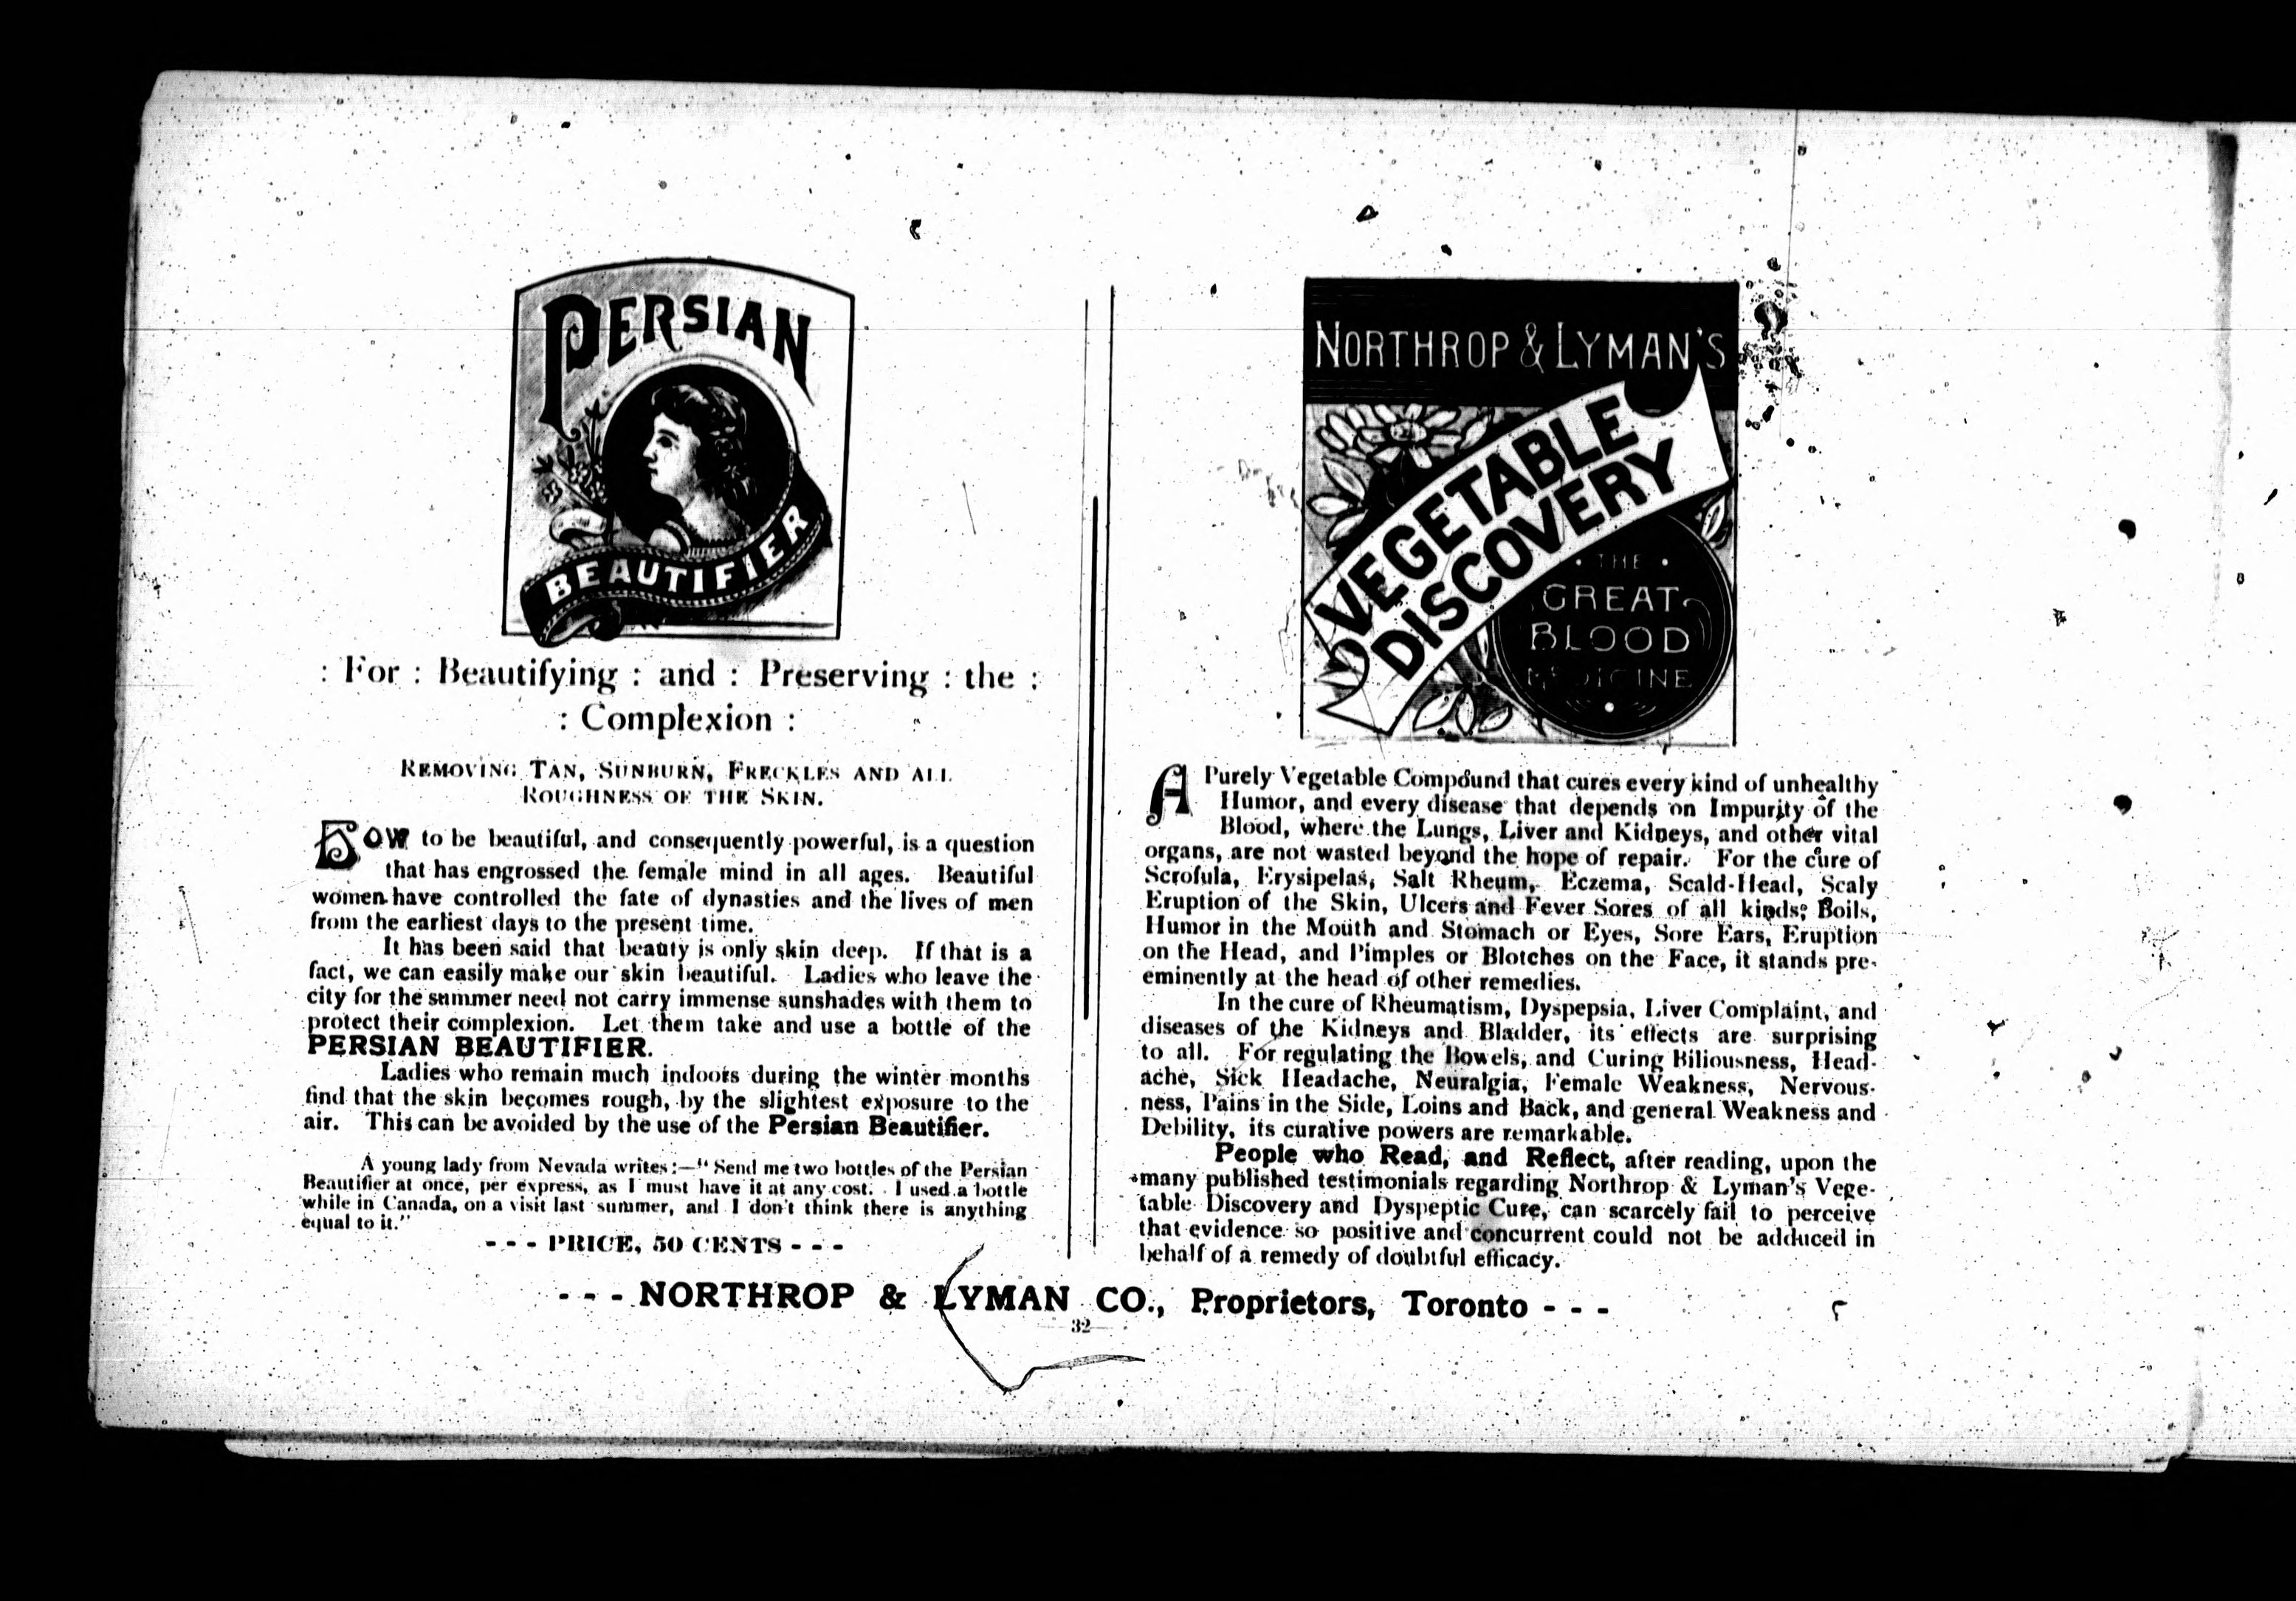 PERSIAN
BEAUTIFIER
: For : Beautifying : and : Preserving : the :
: Complexion :
REMOVING TAN, SUNBURN, FRECKLES AND ALL
ROUGHNESS OF THE SKIN.
HOW to be beautiful, and consequently powerful, is a question
that has engrossed the female mind in all ages. Beautiful
women have controlled the fate of dynasties and the lives of men
from the earliest days to the present time.
It has been said that beauty is only skin deep. If that is a
fact, we can easily make our skin beautiful. Ladies who leave the
city for the summer need not carry immense sunshades with them to
protect their complexion. Let them take and use a bottle of the
PERSIAN BEAUTIFIER.
Ladies who remain much indoors during the winter months
find that the skin becomes rough, by the slightest exposure to the
air. This can be avoided by the use of the Persian Beautifier.
A young lady from Nevada writes:—"Send me two bottles of the Persian
Beautifier at once, per express, as I must have it at any cost. I used a bottle
while in Canada, on a visit last summer, and I don't think there is anything
equal to it."
- - - PRICE, 50 CENTS - - -
NORTHROP & LYMAN'S
VEGETABLE
DISCOVERY
• THE •
GREAT
BLOOD
MEDICINE
A Purely Vegetable Compound that cures every kind of unhealthy
Humor, and every disease that depends on Impurity of the
Blood, where the Lungs, Liver and Kidneys, and other vital
organs, are not wasted beyond the hope of repair. For the cure of
Scrofula, Erysipelas, Salt Rheum, Eczema, Scald-Head, Scaly
Eruption of the Skin, Ulcers and Fever Sores of all kinds; Boils,
Humor in the Mouth and Stomach or Eyes, Sore Ears, Eruption
on the Head, and Pimples or Blotches on the Face, it stands pre-
eminently at the head of other remedies.
In the cure of Rheumatism, Dyspepsia, Liver Complaint, and
diseases of the Kidneys and Bladder, its effects are surprising
to all. For regulating the Bowels, and Curing Biliousness, Head-
ache, Sick Headache, Neuralgia, Female Weakness, Nervous-
ness, Pains in the Side, Loins and Back, and general Weakness and
Debility, its curative powers are remarkable.
People who Read, and Reflect, after reading, upon the
many published testimonials regarding Northrop & Lyman's Vege-
table Discovery and Dyspeptic Cure, can scarcely fail to perceive
that evidence so positive and concurrent could not be adduced in
behalf of a remedy of doubtful efficacy.
- - - NORTHROP & LYMAN CO., Proprietors, Toronto - - -
—32—